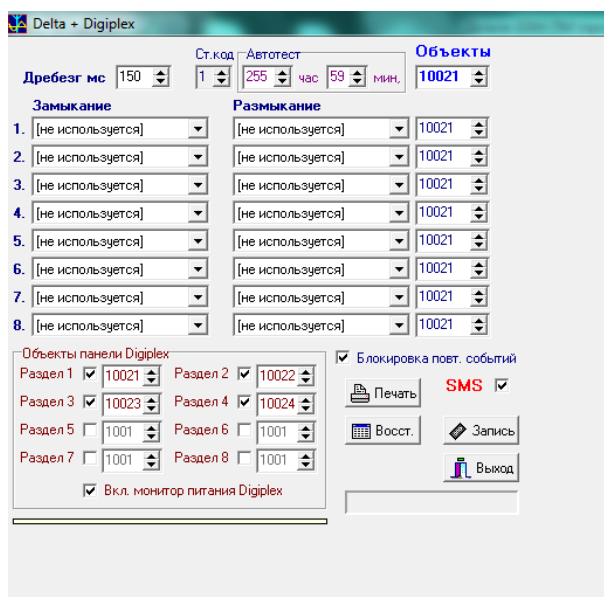 Delta + Digiplex
Ст.код Автотест Объекты
Дребезг мс 150 1 255 час 59 мин, 10021
Замыкание Размыкание
1. [не используется] [не используется] 10021
2. [не используется] [не используется] 10021
3. [не используется] [не используется] 10021
4. [не используется] [не используется] 10021
5. [не используется] [не используется] 10021
6. [не используется] [не используется] 10021
7. [не используется] [не используется] 10021
8. [не используется] [не используется] 10021
Объекты панели Digiplex
Блокировка повт. событий
Раздел 1 10021 Раздел 2 10022
SMS
Печать
Раздел 3 10023 Раздел 4 10024
Раздел 5 1001 Раздел 6 1001
Восст. Запись
Раздел 7 1001 Раздел 8 1001
Выход
Вкл. монитор питания Digiplex